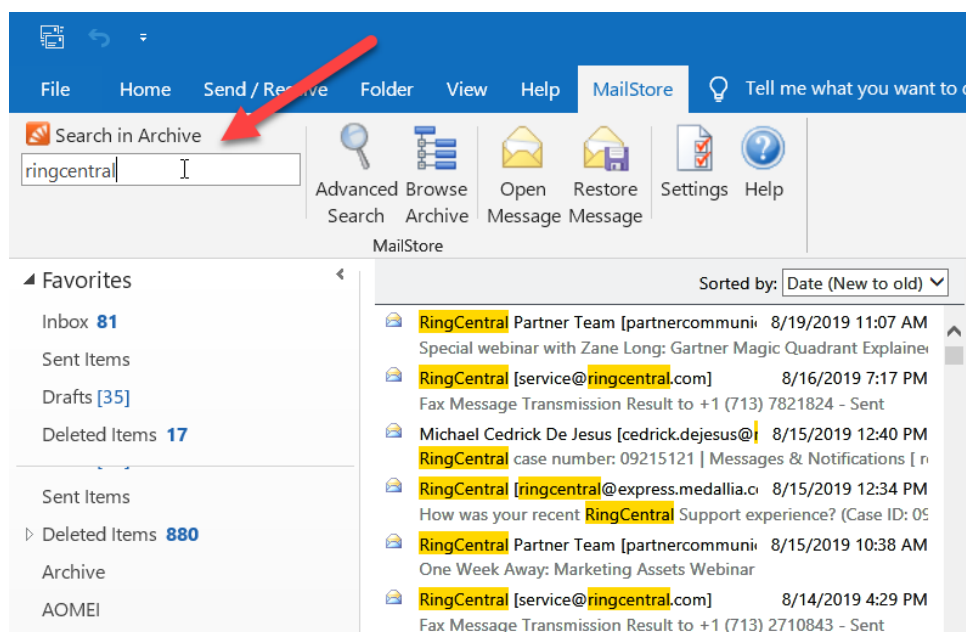 File Home Send / Receive Folder View Help MailStore Tell me what you want to
Search in Archive
ringcentral
Advanced Search
Browse Archive
Open Message
Restore Message
Settings
Help
MailStore
Favorites
Inbox 81
Sent Items
Drafts [35]
Deleted Items 17
Sent Items
Deleted Items 880
Archive
AOMEI
Sorted by: Date (New to old)
RingCentral Partner Team [partnercommuni 8/19/2019 11:07 AM
Special webinar with Zane Long: Gartner Magic Quadrant Explaine
RingCentral [service@ringcentral.com] 8/16/2019 7:17 PM
Fax Message Transmission Result to +1 (713) 7821824 - Sent
Michael Cedrick De Jesus [cedrick.dejesus@r 8/15/2019 12:40 PM
RingCentral case number: 09215121 | Messages & Notifications [ r
RingCentral [ringcentral@express.medallia.c 8/15/2019 12:34 PM
How was your recent RingCentral Support experience? (Case ID: 09
RingCentral Partner Team [partnercommuni 8/15/2019 10:38 AM
One Week Away: Marketing Assets Webinar
RingCentral [service@ringcentral.com] 8/14/2019 4:29 PM
Fax Message Transmission Result to +1 (713) 2710843 - Sent